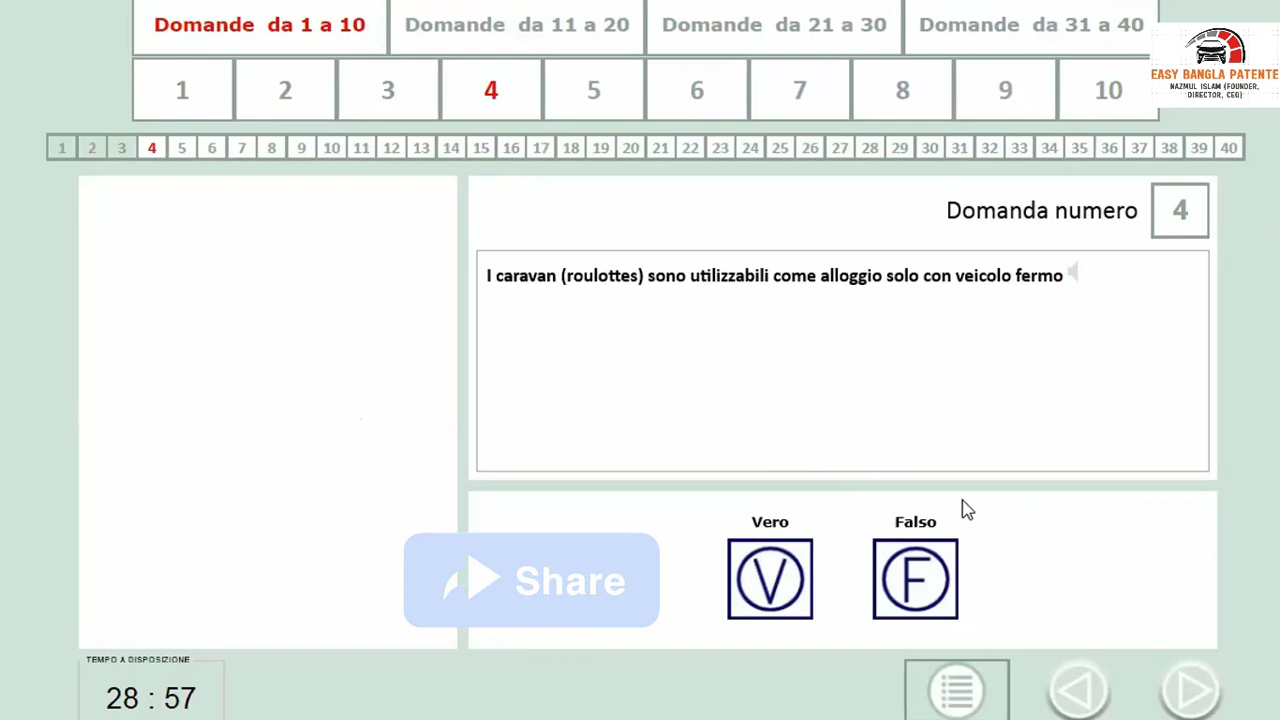 Domande da 1 a 10
Domande da 11 a 20
Domande da 21 a 30
Domande da 31 a 40
EASY BANGLA PATENTE
NAZMUL ISLAM (FOUNDER,
DIRECTOR, CEO)
1 2 3 4 5 6 7 8 9 10
1 2 3 4 5 6 7 8 9 10 11 12 13 14 15 16 17 18 19 20 21 22 23 24 25 26 27 28 29 30 31 32 33 34 35 36 37 38 39 40
Domanda numero 4
I caravan (roulottes) sono utilizzabili come alloggio solo con veicolo fermo
Vero Falso
V F
Share
TEMPO A DISPOSIZIONE
28 : 57